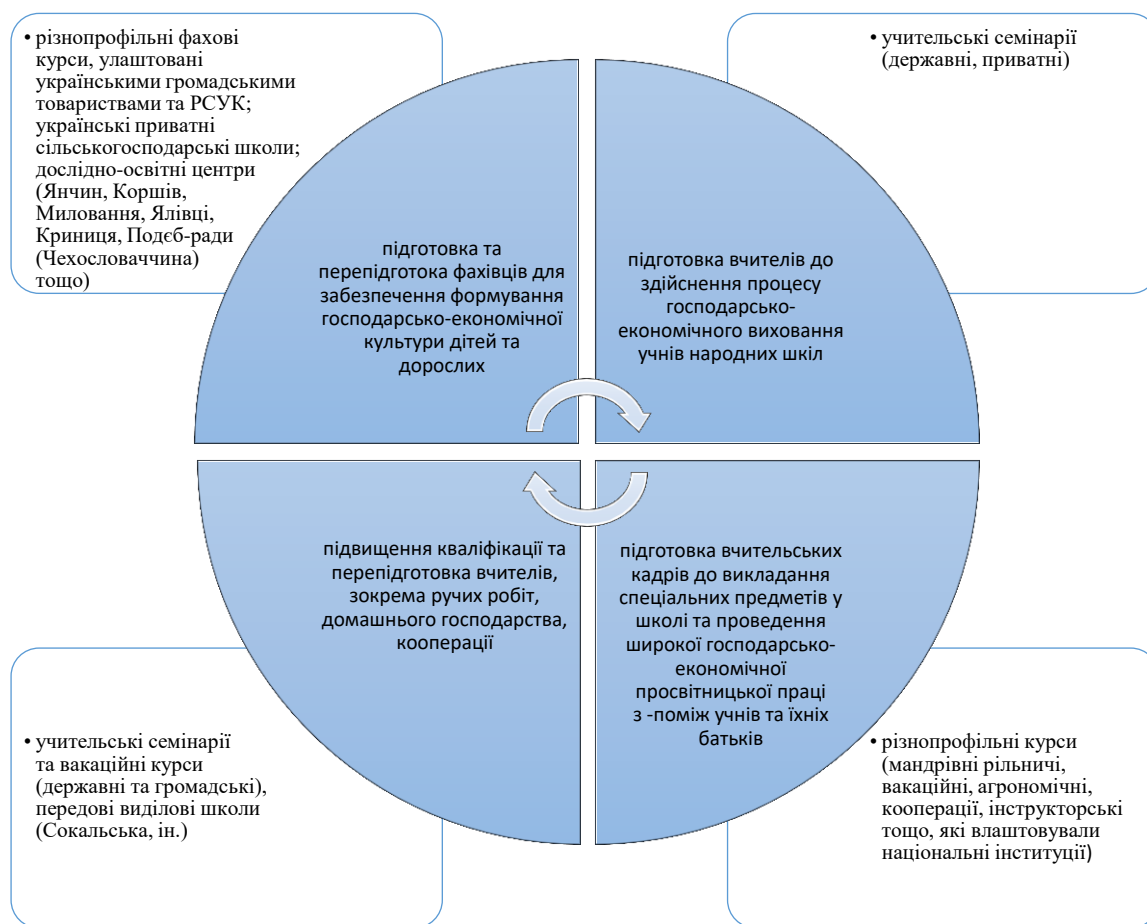 • різнопрофільні фахові
курси, улаштовані
українськими громадськими
товариствами та РСУК;
українські приватні
сільськогосподарські школи;
дослідно-освітні центри
(Янчин, Коршів,
Миловання, Ялівці,
Криниця, Подєб-ради
(Чехословаччина)
тощо)
• учительські семінарії
(державні, приватні)
підготовка та
перепідготока фахівців для
забезпечення формування
господарсько-економічної
культури дітей та
дорослих
підготовка вчителів до
здійснення процесу
господарсько-
економічного виховання
учнів народних шкіл
підвищення кваліфікації та
перепідготовка вчителів,
зокрема ручих робіт,
домашнього господарства,
кооперації
підготовка вчительських
кадрів до викладання
спеціальних предметів у
школі та проведення
широкої господарсько-
економічної
просвітницької праці
з -поміж учнів та їхніх
батьків
• учительські семінарії
та вакаційні курси
(державні та громадські),
передові виділові школи
(Сокальська, ін.)
• різнопрофільні курси
(мандрівні рільничі,
вакаційні, агрономічні,
кооперації, інструкторські
тощо, які влаштовували
національні інституції)